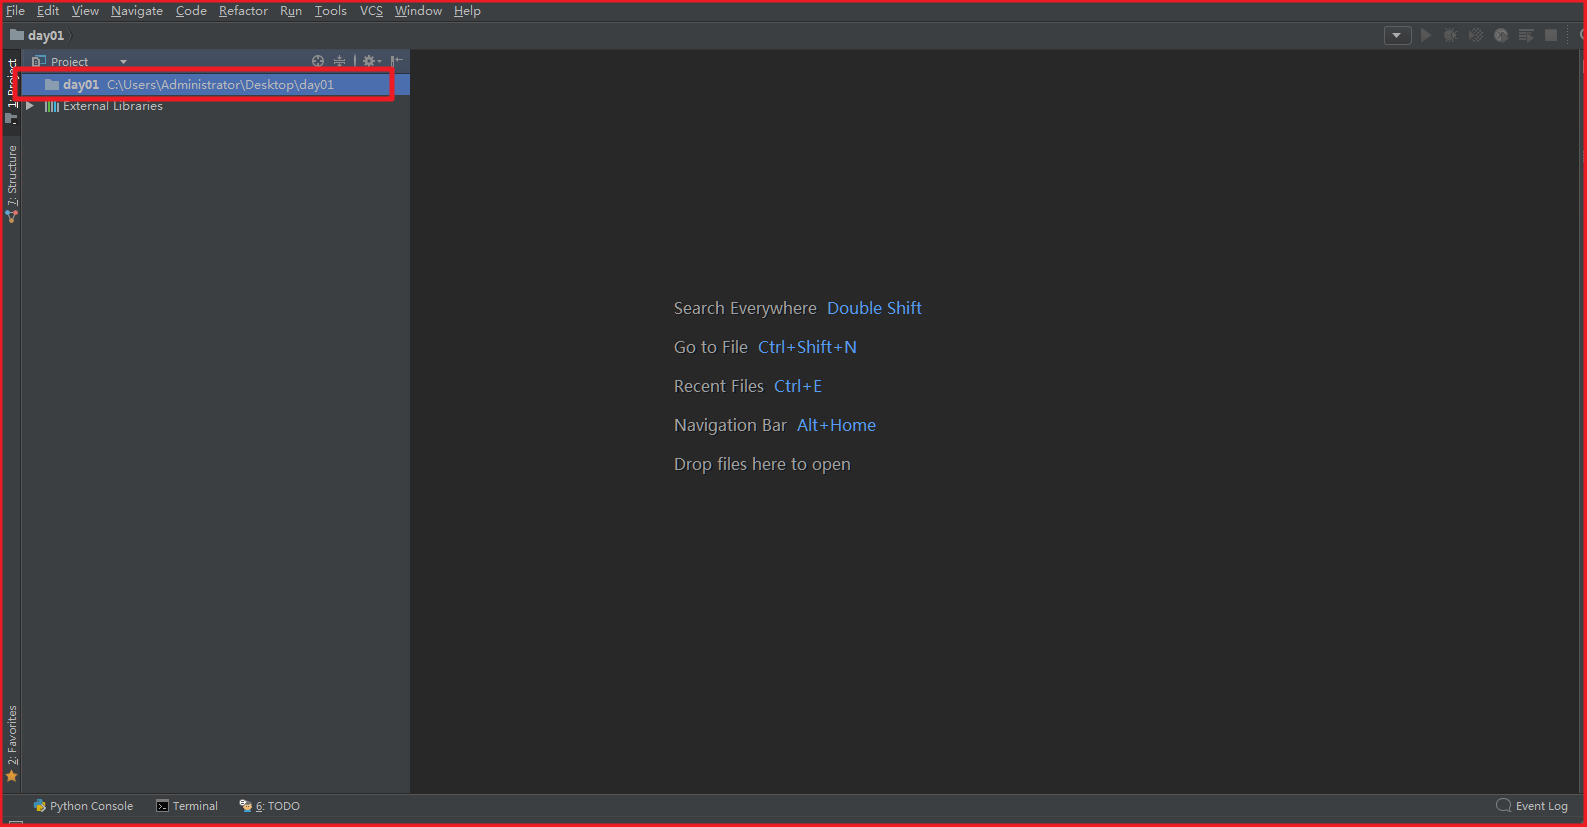 File Edit View Navigate Code Refactor Run Tools VCS Window Help
day01
Project
day01 C:\Users\Administrator\Desktop\day01
External Libraries
1: Project
7: Structure
Search Everywhere Double Shift
Go to File Ctrl+Shift+N
Recent Files Ctrl+E
Navigation Bar Alt+Home
Drop files here to open
2: Favorites
Python Console Terminal 6: TODO Event Log